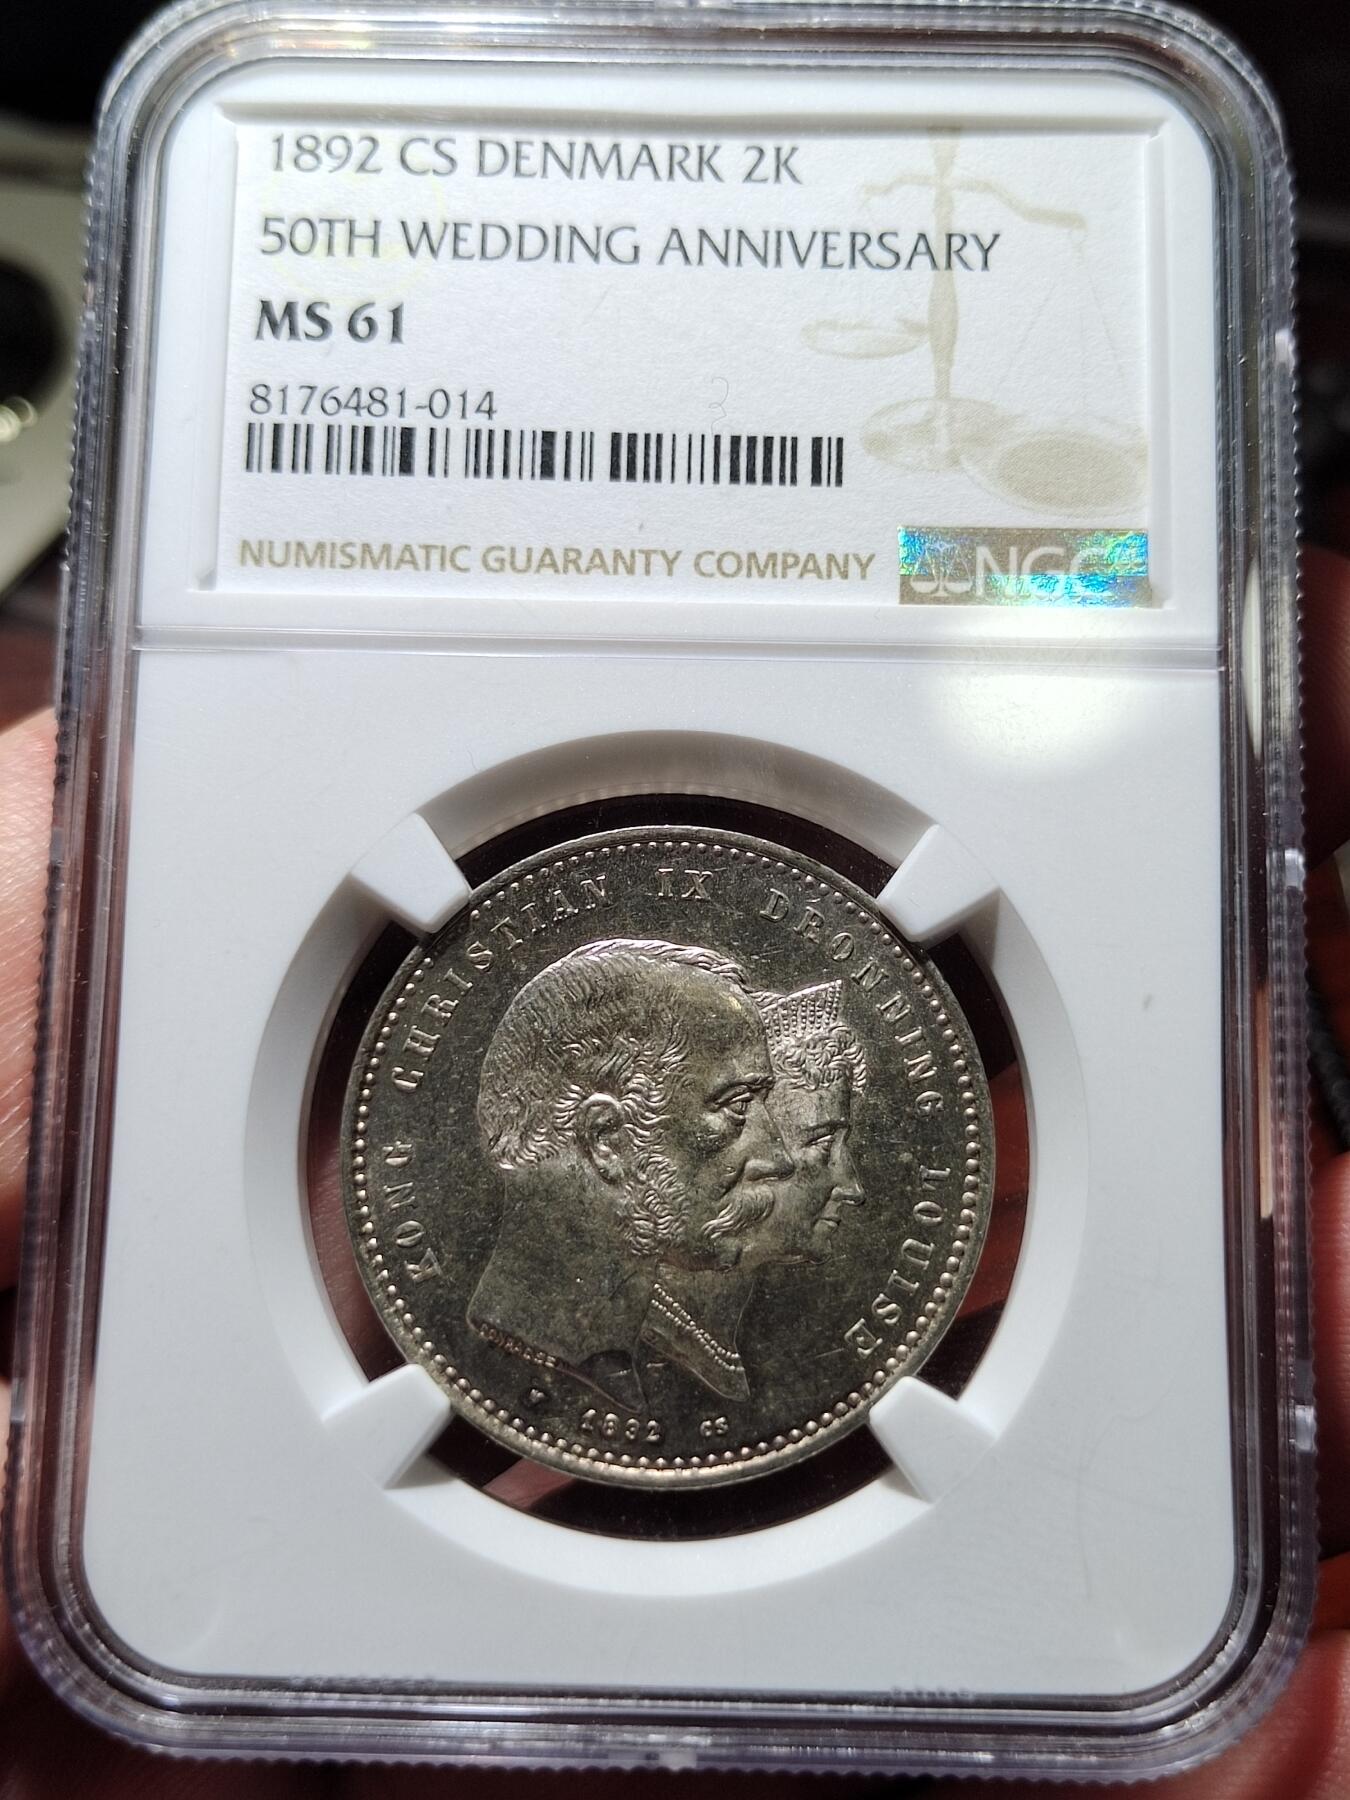 1892 CS DENMARK 2K
50TH WEDDING ANNIVERSARY
MS 61
8176481-014
NUMISMATIC GUARANTY COMPANY
NGC
KONG CHRISTIAN IX DRONNING LOUISE
1892 CS